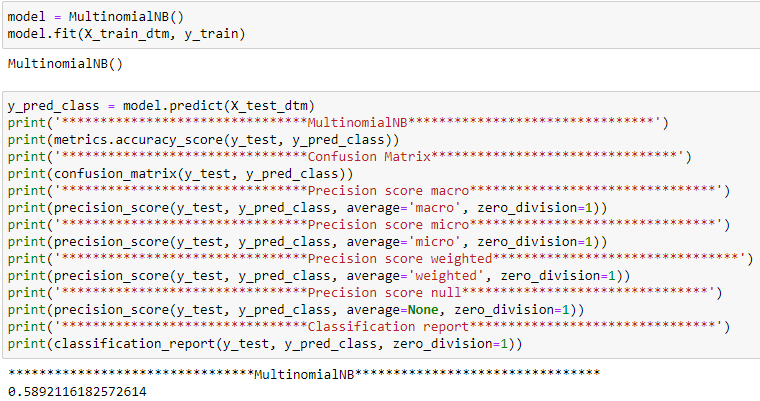 model = MultinomialNB()
model.fit(X_train_dtm, y_train)
MultinomialNB()
y_pred_class = model.predict(X_test_dtm)
print('********************************MultinomialNB********************************')
print(metrics.accuracy_score(y_test, y_pred_class))
print('********************************Confusion Matrix********************************')
print(confusion_matrix(y_test, y_pred_class))
print('********************************Precision score macro********************************')
print(precision_score(y_test, y_pred_class, average='macro', zero_division=1))
print('********************************Precision score micro********************************')
print(precision_score(y_test, y_pred_class, average='micro', zero_division=1))
print('********************************Precision score weighted********************************')
print(precision_score(y_test, y_pred_class, average='weighted', zero_division=1))
print('********************************Precision score null********************************')
print(precision_score(y_test, y_pred_class, average=None, zero_division=1))
print('********************************Classification report********************************')
print(classification_report(y_test, y_pred_class, zero_division=1))
********************************MultinomialNB********************************
0.5892116182572614